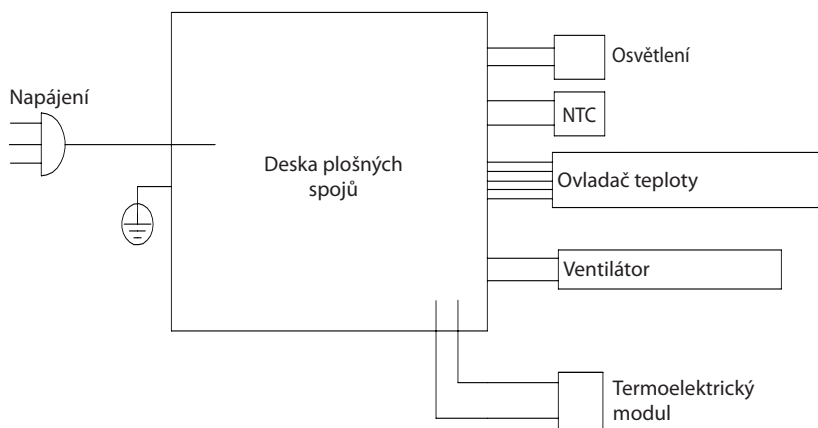 Napájení
Deska plošných
spojů
Osvětlení
NTC
Ovladač teploty
Ventilátor
Termoelektrický
modul